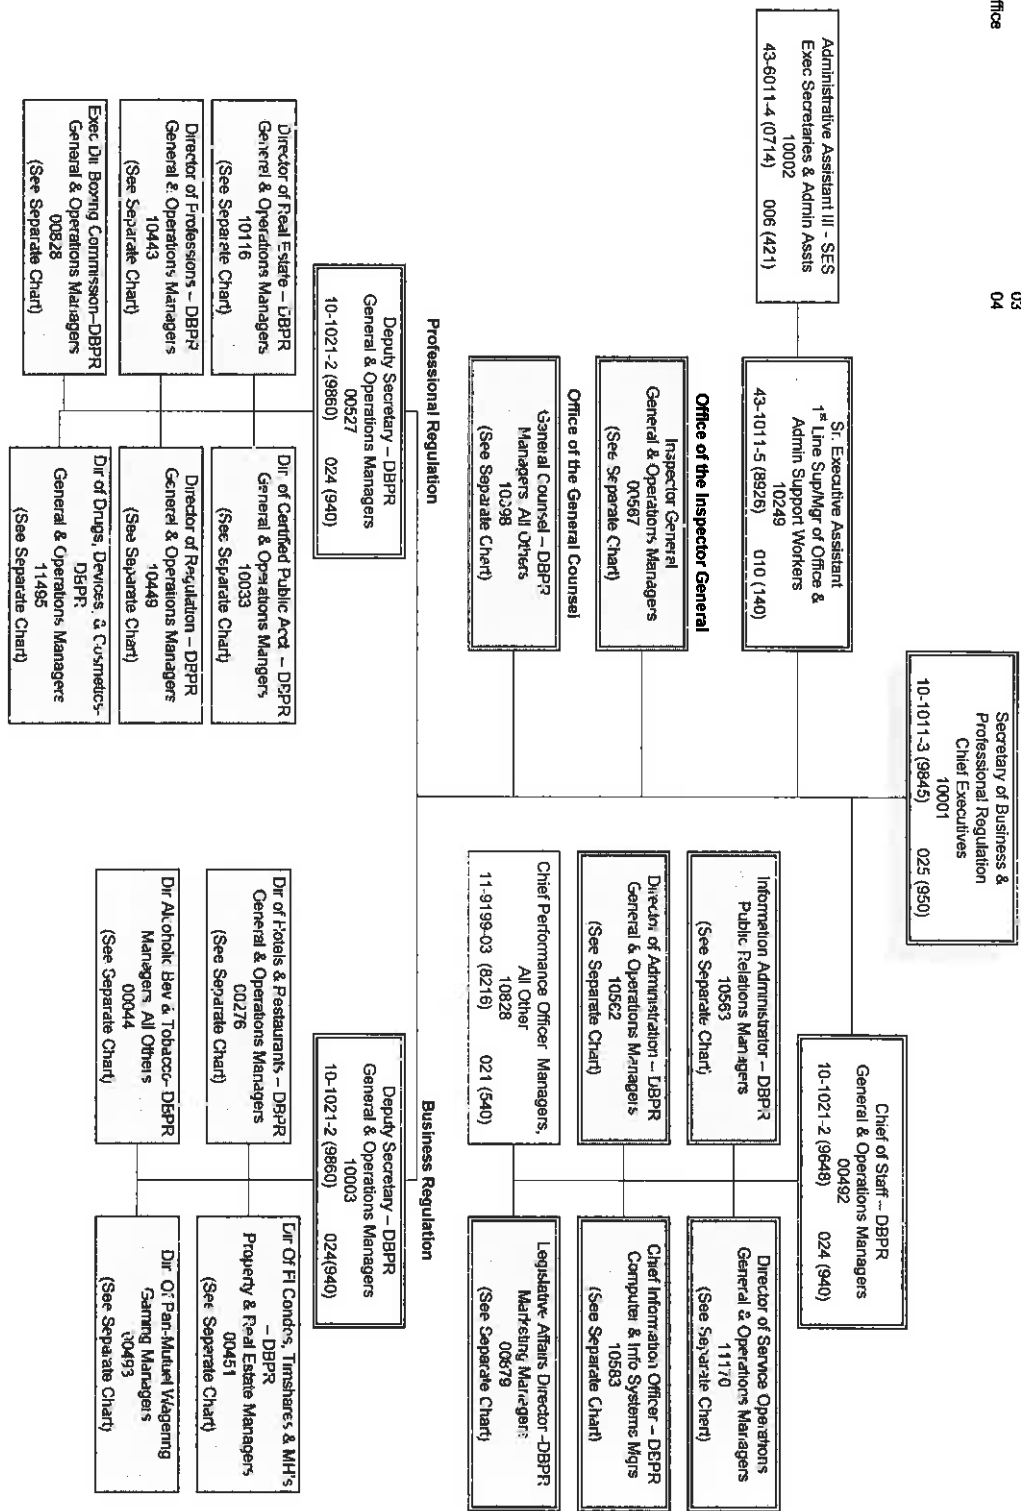 ffice
03
04
Secretary of Business &
Professional Regulation
Chief Executives
10001
10-1011-3 (9845) 025 (950)
Sr. Executive Assistant
1st Line Sup/Mgr of Office &
Admin Support Workers
10249
43-1011-5 (8926) 010 (140)
Administrative Assistant III - SES
Exec Secretaries & Admin Assts
10002
43-6011-4 (0714) 006 (421)
Chief of Staff – DBPR
General & Operations Managers
00492
10-1021-2 (9648) 024 (940)
Office of the Inspector General
Inspector General
General & Operations Managers
00567
(See Separate Chart)
Information Administrator – DBPR
Public Relations Managers
10563
(See Separate Chart)
Director of Service Operations
General & Operations Managers
11170
(See Separate Chart)
Director of Administration – DBPR
General & Operations Managers
10562
(See Separate Chart)
Chief Information Officer – DBPR
Computer & Info Systems Mgrs
10583
(See Separate Chart)
Office of the General Counsel
General Counsel – DBPR
Managers, All Others
10398
(See Separate Chart)
Chief Performance Officer Managers,
All Other
10828
11-9199-03 (8216) 021 (540)
Legislative Affairs Director -DBPR
Marketing Managers
00879
(See Separate Chart)
Professional Regulation
Deputy Secretary – DBPR
General & Operations Managers
00527
10-1021-2 (9860) 024 (940)
Business Regulation
Deputy Secretary – DBPR
General & Operations Managers
10003
10-1021-2 (9860) 024(940)
Director of Real Estate – DBPR
General & Operations Managers
10116
(See Separate Chart)
Dir. of Certified Public Acct – DBPR
General & Operations Mangers
10033
(See Separate Chart)
Director of Professions – DBPR
General & Operations Managers
10443
(See Separate Chart)
Director of Regulation – DBPR
General & Operations Managers
10449
(See Separate Chart)
Exec Dir Boxing Commission–DBPR
General & Operations Managers
00828
(See Separate Chart)
Dir of Drugs, Devices, & Cosmetics-
DBPR
General & Operations Managers
11495
(See Separate Chart)
Dir of Hotels & Restaurants – DBPR
General & Operations Managers
00276
(See Separate Chart)
Dir Of Fl Condos, Timshares & MH's
– DBPR
Property & Real Estate Managers
00451
(See Separate Chart)
Dir Alcoholic Bev & Tobacco- DBPR
Managers, All Others
00044
(See Separate Chart)
Dir. Of Pari-Mutuel Wagering
Gaming Managers
00493
(See Separate Chart)